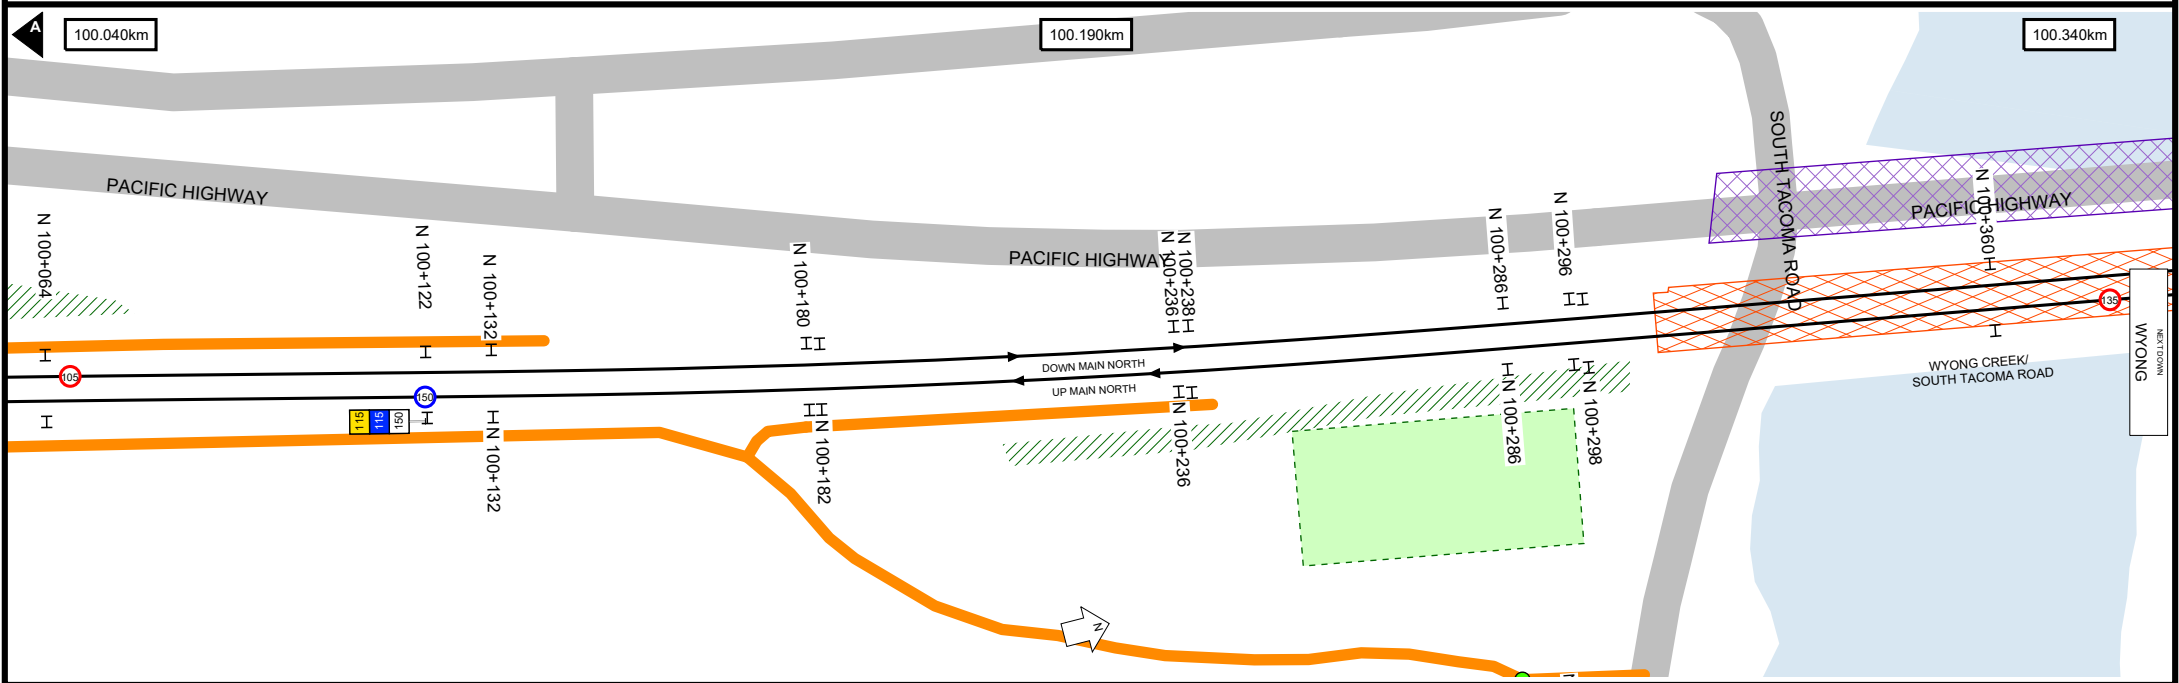 A
100.040km
100.190km
100.340km
PACIFIC HIGHWAY
PACIFIC HIGHWAY
PACIFIC HIGHWAY
SOUTH TACOMA ROAD
N 100+064
N 100+122
N 100+132
N 100+180
N 100+236
N 100+238
N 100+286
N 100+296
N 100+360
105
150
135
DOWN MAIN NORTH
UP MAIN NORTH
115
115
150
N 100+132
N 100+182
N 100+236
N 100+286
N 100+298
WYONG CREEK/
SOUTH TACOMA ROAD
NEXT DOWN
WYONG
N